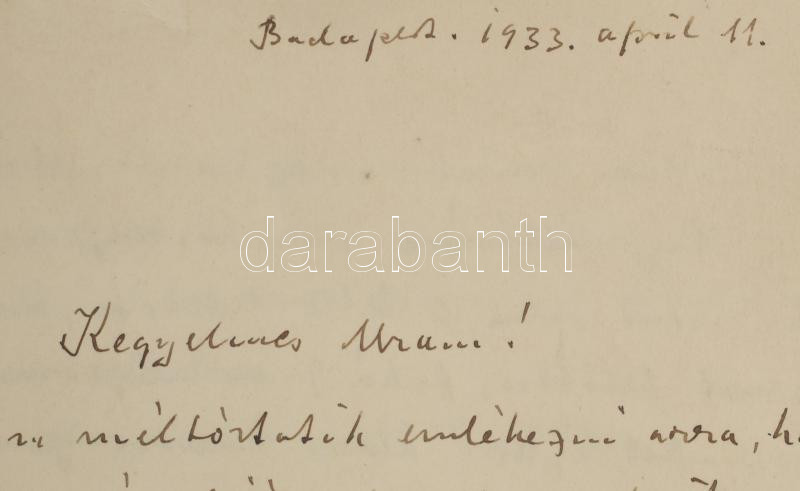 Budapest. 1933. april 11.
darabanth
Kegyelmes Uram!
méltóztatik emlékezni arra,